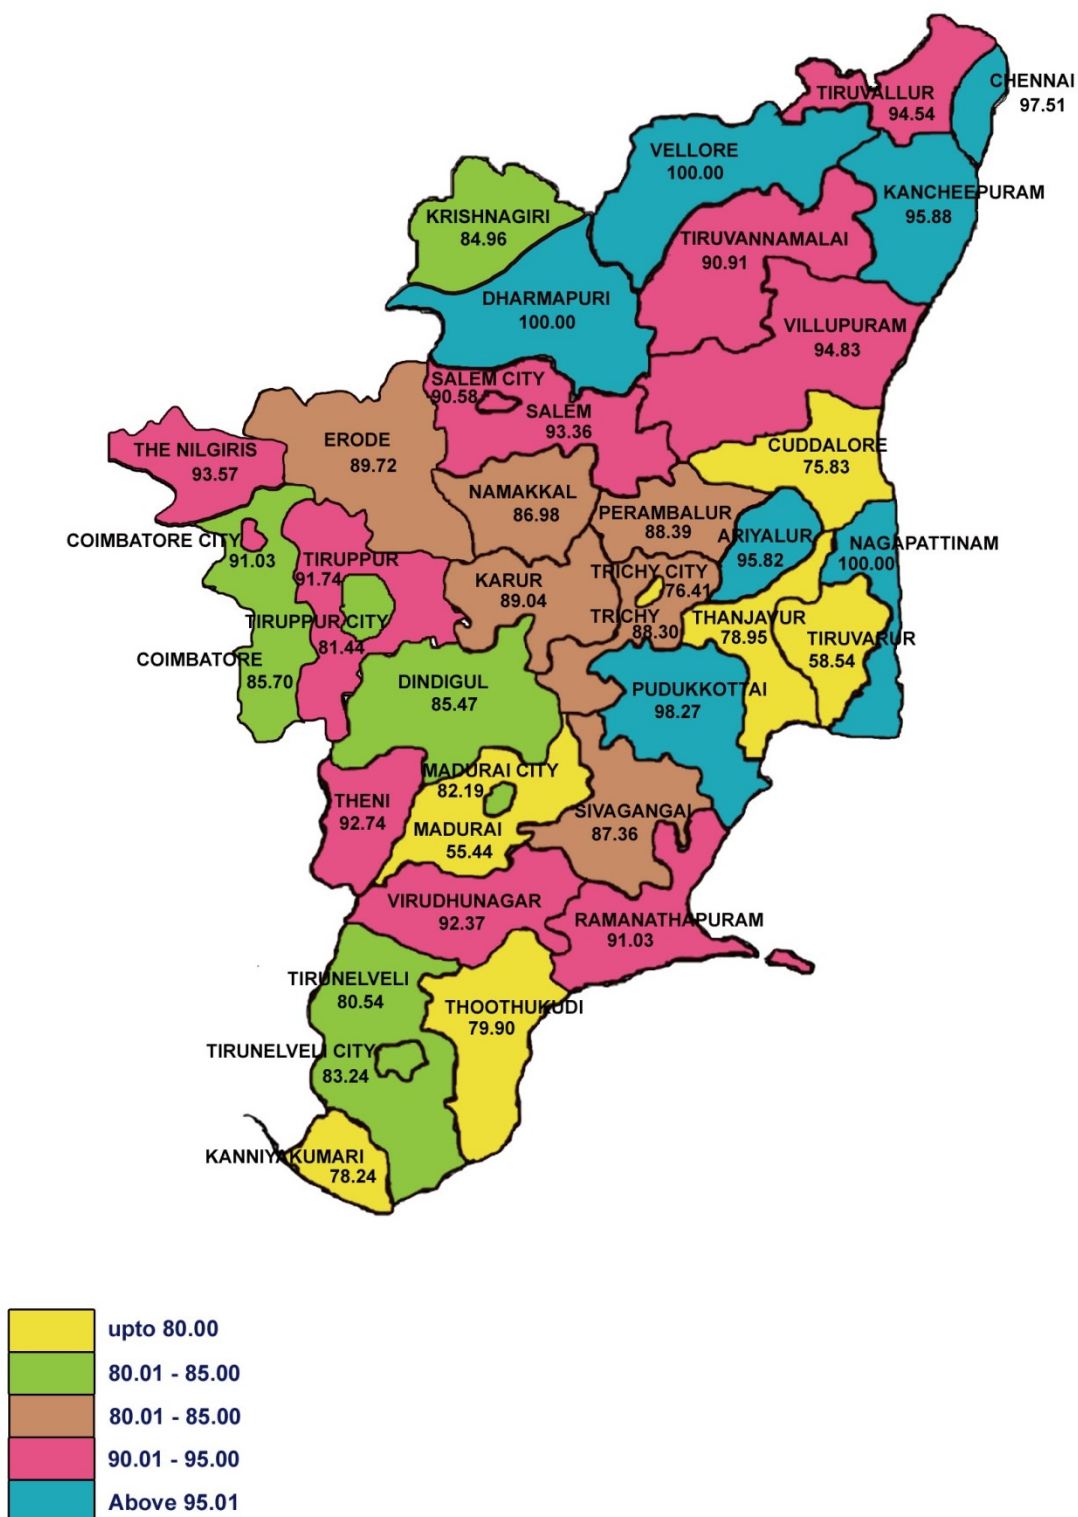 CHENNAI
97.51
TIRUVALLUR
94.54
VELLORE
100.00
KANCHEEPURAM
95.88
KRISHNAGIRI
84.96
TIRUVANNAMALAI
90.91
DHARMAPURI
100.00
VILLUPURAM
94.83
SALEM CITY
90.58
SALEM
93.36
ERODE
89.72
THE NILGIRIS
93.57
CUDDALORE
75.83
NAMAKKAL
86.98
PERAMBALUR
88.39
ARIYALUR
95.82
NAGAPATTINAM
100.00
COIMBATORE CITY
91.03
TIRUPPUR
91.74
KARUR
89.04
TRICHY CITY
76.41
TRICHY
88.30
THANJAVUR
78.95
TIRUVARUR
58.54
TIRUPPUR CITY
81.44
COIMBATORE
85.70
DINDIGUL
85.47
PUDUKKOTTAI
98.27
MADURAI CITY
82.19
THENI
92.74
MADURAI
55.44
SIVAGANGAI
87.36
VIRUDHUNAGAR
92.37
RAMANATHAPURAM
91.03
TIRUNELVELI
80.54
THOOTHUKUDI
79.90
TIRUNELVELI CITY
83.24
KANNIYAKUMARI
78.24
upto 80.00
80.01 - 85.00
80.01 - 85.00
90.01 - 95.00
Above 95.01